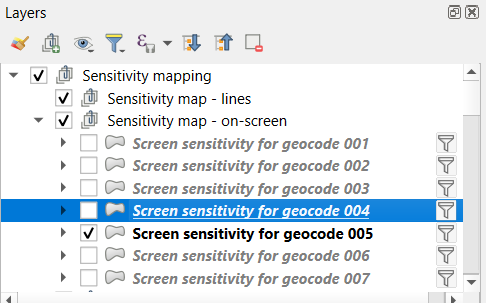 Layers
Sensitivity mapping
Sensitivity map - lines
Sensitivity map - on-screen
Screen sensitivity for geocode 001
Screen sensitivity for geocode 002
Screen sensitivity for geocode 003
Screen sensitivity for geocode 004
Screen sensitivity for geocode 005
Screen sensitivity for geocode 006
Screen sensitivity for geocode 007